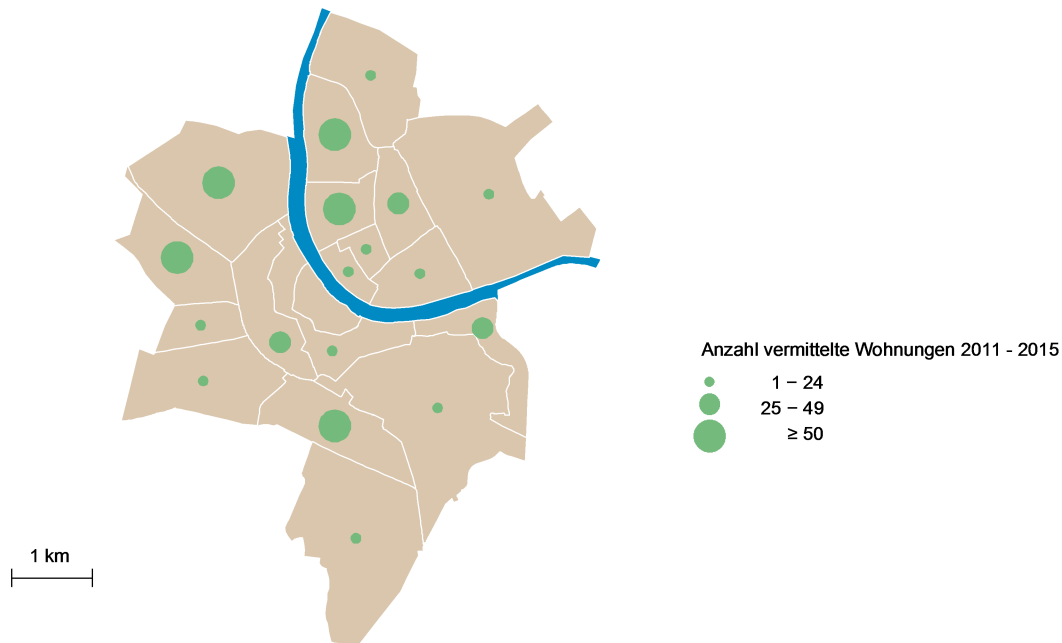 Anzahl vermittelte Wohnungen 2011 - 2015
1 – 24
25 – 49
≥ 50
1 km